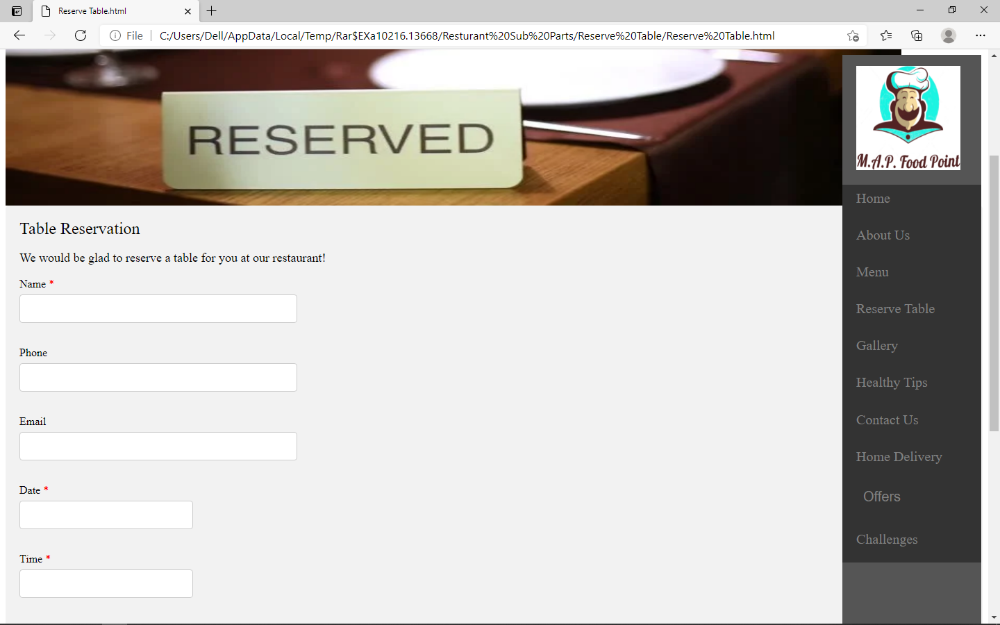 Reserve Table.html
File
C:/Users/Dell/AppData/Local/Temp/Rar$EXa10216.13668/Resturant%20Sub%20Parts/Reserve%20Table/Reserve%20Table.html
RESERVED
M.A.P. Food Point
Table Reservation
We would be glad to reserve a table for you at our restaurant!
Name *
Phone
Email
Date *
Time *
Home
About Us
Menu
Reserve Table
Gallery
Healthy Tips
Contact Us
Home Delivery
Offers
Challenges